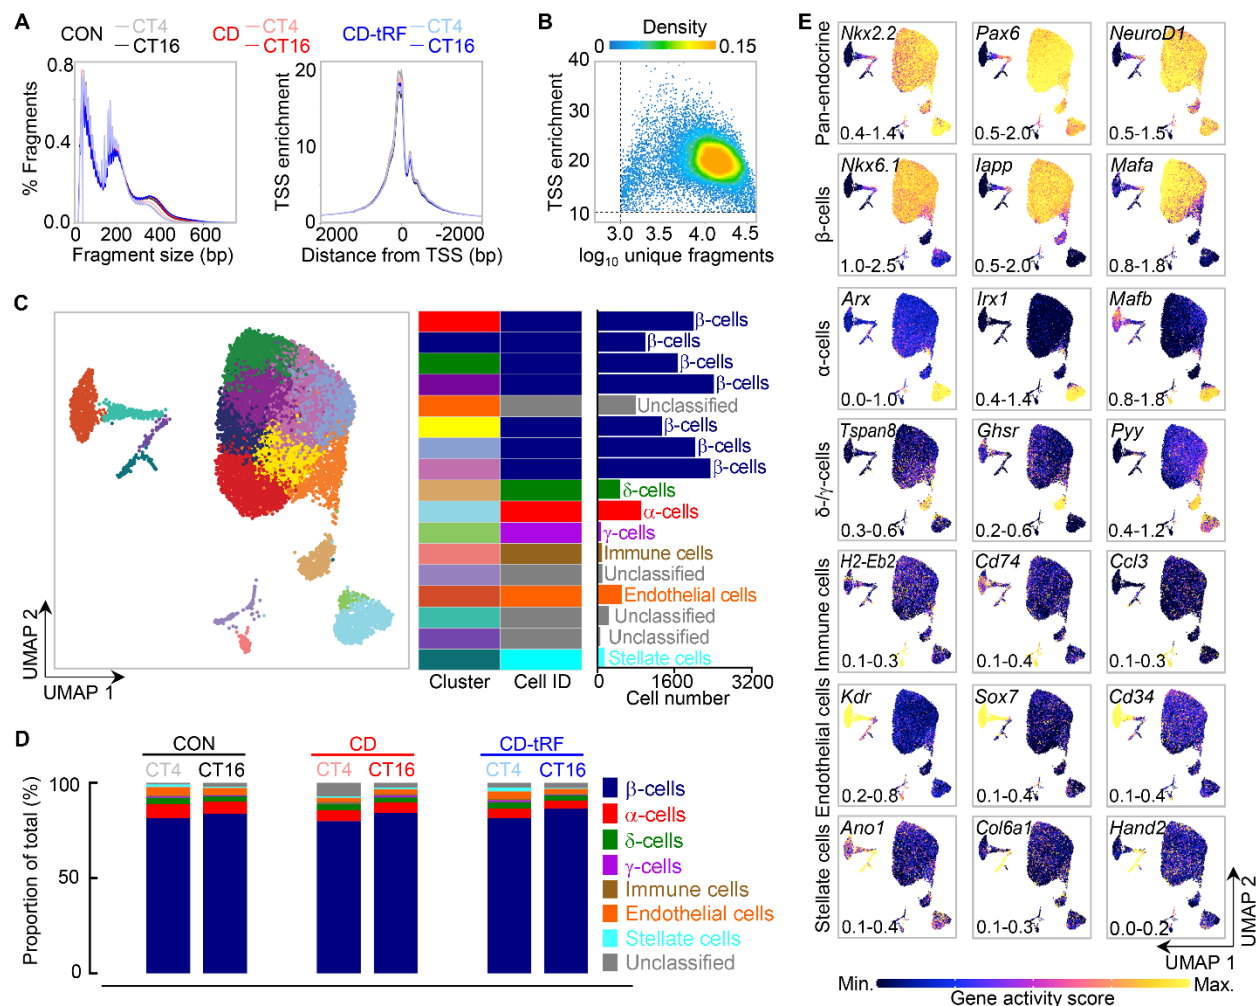 A
CON
CT4
CT16
CD
CT4
CT16
CD-tRF
CT4
CT16
% Fragments
0.8
0.4
0.0
0 200 400 600
Fragment size (bp)
TSS enrichment
20
10
0
2000 0 -2000
Distance from TSS (bp)
B
Density
0 0.15
TSS enrichment
40
30
20
10
3.0 3.5 4.0 4.5
log10 unique fragments
C
UMAP 2
UMAP 1
β-cells
β-cells
β-cells
β-cells
Unclassified
β-cells
β-cells
β-cells
δ-cells
α-cells
γ-cells
Immune cells
Unclassified
Endothelial cells
Unclassified
Unclassified
Stellate cells
Cluster Cell ID
0 3200
Cell number
D
CON CD CD-tRF
CT4 CT16 CT4 CT16 CT4 CT16
Proportion of total (%)
100
50
0
β-cells
α-cells
δ-cells
γ-cells
Immune cells
Endothelial cells
Stellate cells
Unclassified
E
Pan-endocrine
Nkx2.2 Pax6 NeuroD1
0.4-1.4 0.5-2.0 0.5-1.5
β-cells
Nkx6.1 Iapp Mafa
1.0-2.5 0.5-2.0 0.8-1.8
α-cells
Arx Irx1 Mafb
0.0-1.0 0.4-1.4 0.8-1.8
δ-/γ-cells
Tspan8 Ghsr Pyy
0.3-0.6 0.2-0.6 0.4-1.2
Immune cells
H2-Eb2 Cd74 Ccl3
0.1-0.3 0.1-0.4 0.1-0.3
Endothelial cells
Kdr Sox7 Cd34
0.2-0.8 0.1-0.4 0.1-0.4
Stellate cells
Ano1 Col6a1 Hand2
0.1-0.4 0.1-0.3 0.0-0.2
UMAP 2
UMAP 1
Min. Max.
Gene activity score